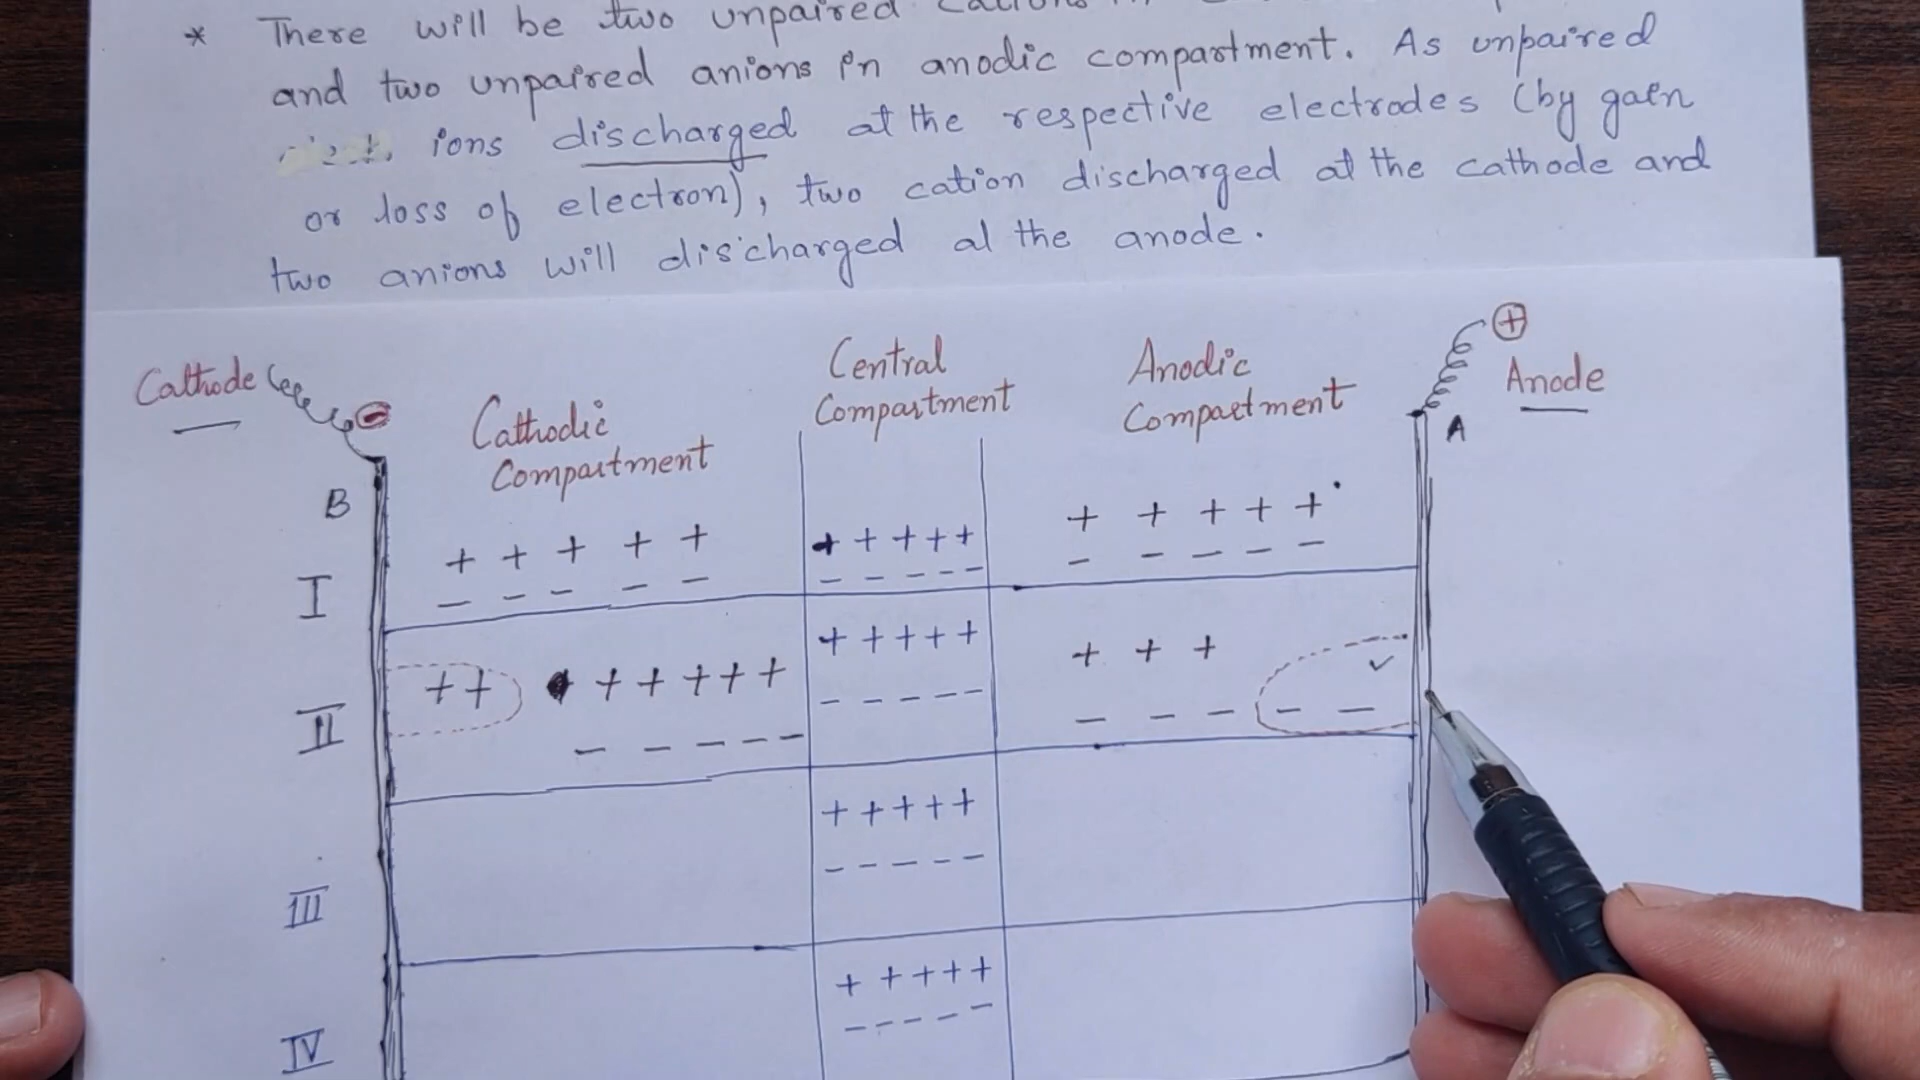 * There will be two unpaired cations in
and two unpaired anions in anodic compartment. As unpaired
ions discharged at the respective electrodes (by gain
or loss of electron), two cation discharged at the cathode and
two anions will discharged at the anode.
Cathode
-
Cathodic
Compartment
Central
Compartment
Anodic
Compartment
+
Anode
B
A
I
+ + + + +
- - - - -
+ + + + +
- - - - -
+ + + + +
- - - - -
II
+ + + + + + +
- - - - -
+ + + + +
- - - - -
+ + + ✓
- - - - -
III
+ + + + +
- - - - -
IV
+ + + + +
- - - - -